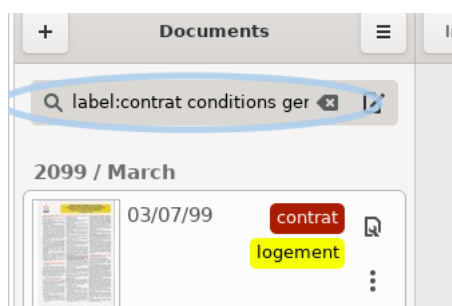 Documents
label:contrat conditions ger
2099 / March
03/07/99
contrat
logement